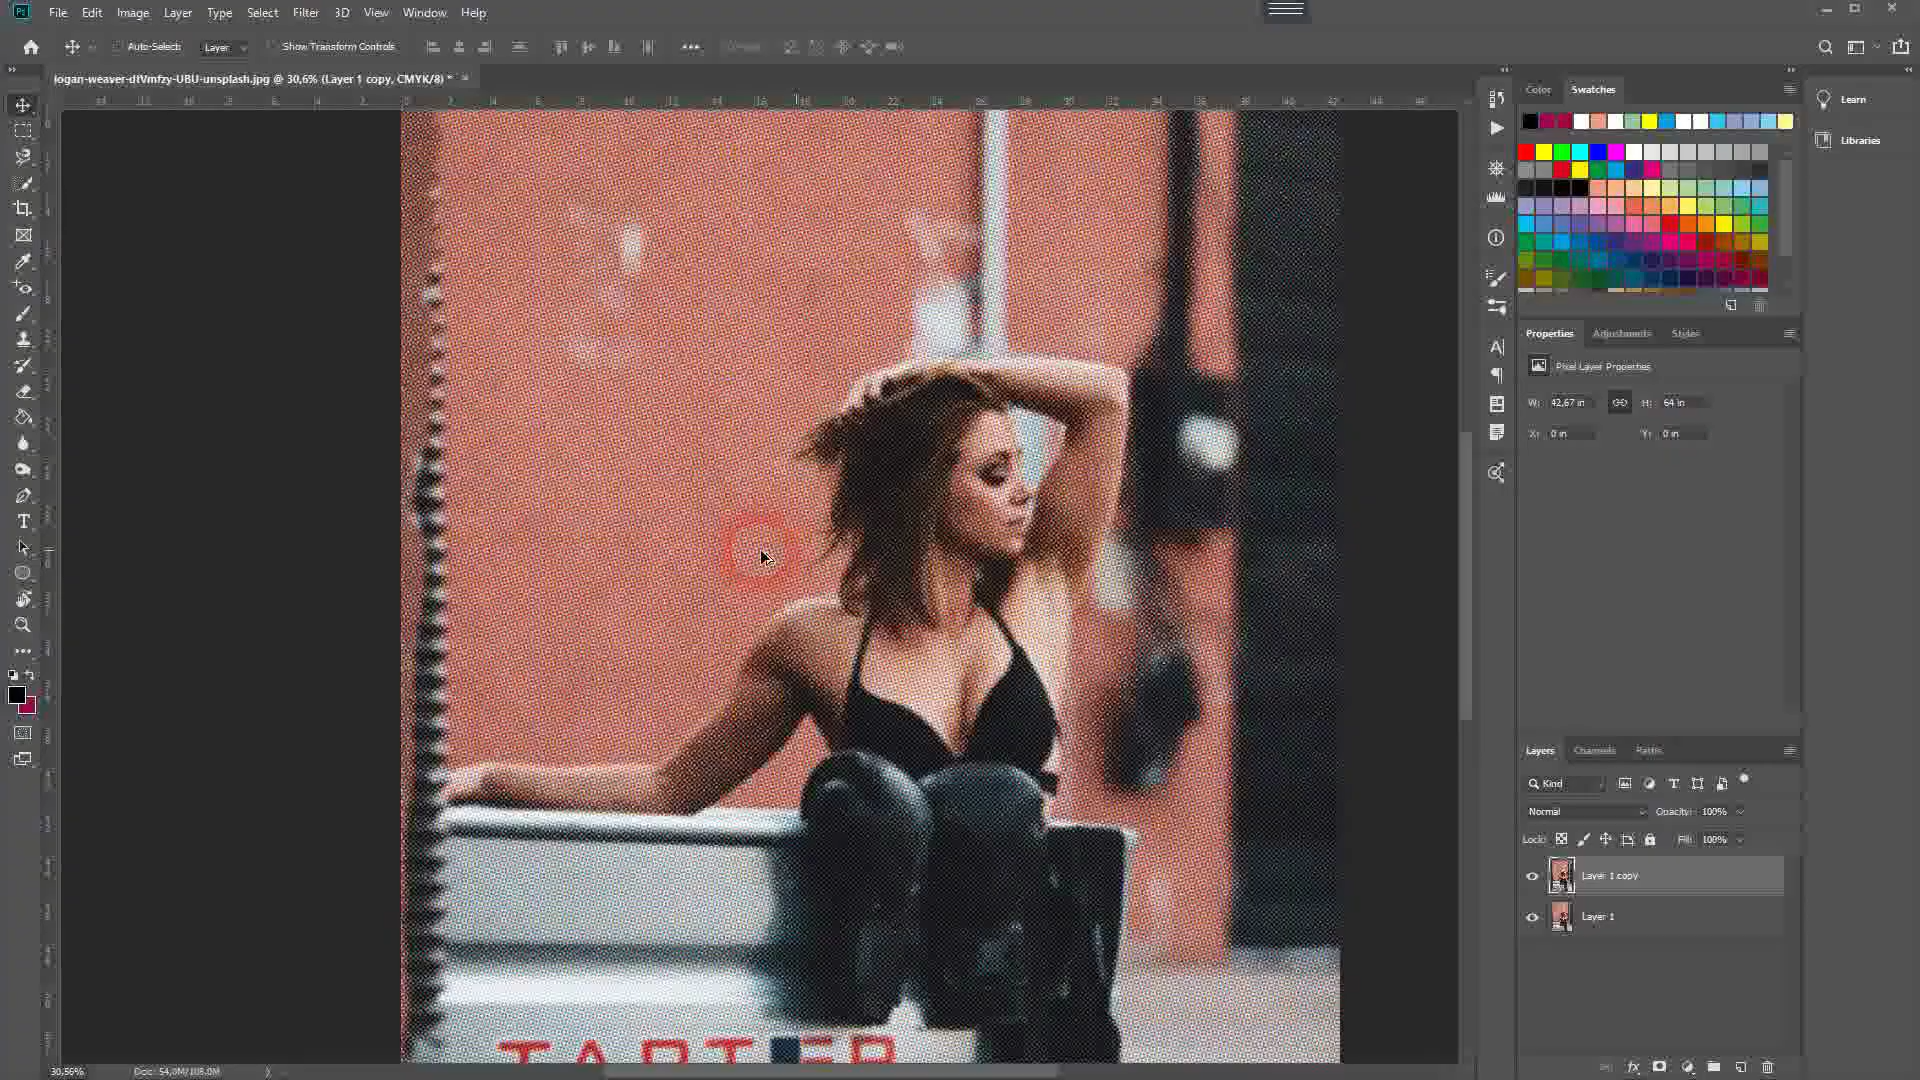 Ps File Edit Image Layer Type Select Filter 3D View Window Help
Auto-Select: Layer Show Transform Controls
logan-weaver-dtVmfzy-UBU-unsplash.jpg @ 30,6% (Layer 1 copy, CMYK/8) *
Color Swatches
Learn
Libraries
Properties Adjustments Styles
Pixel Layer Properties
W: 42,67 in H: 64 in
X: 0 in Y: 0 in
Layers Channels Paths
Kind
Normal Opacity: 100%
Lock: Fill: 100%
Layer 1 copy
Layer 1
TARTER
30,56% Doc: 54,0M/108,0M